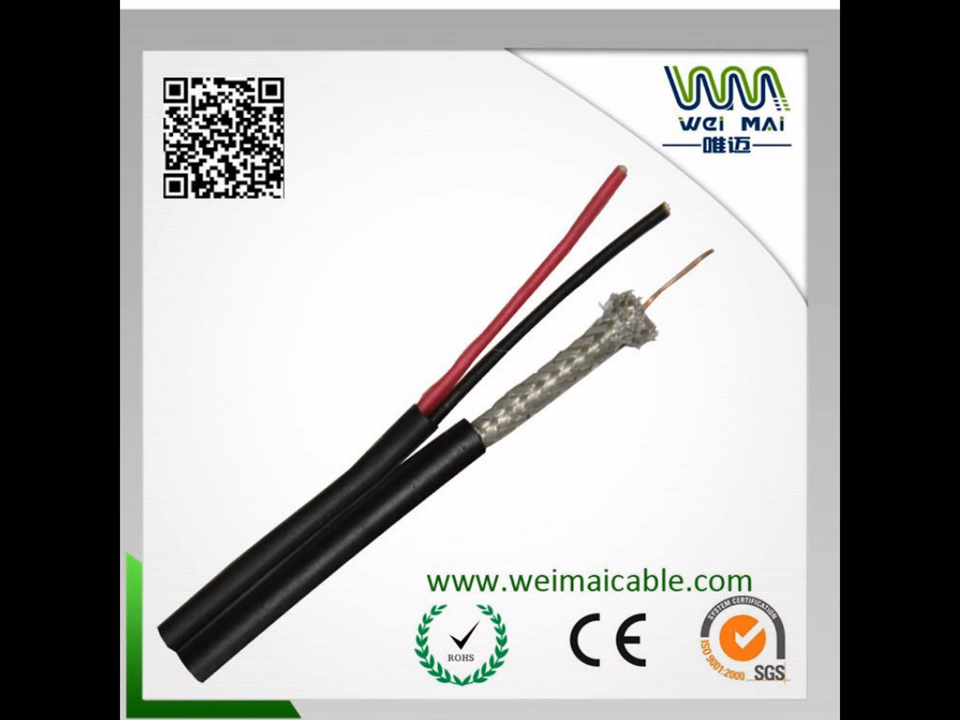 WEI MAI
唯迈
www.weimaicable.com
ROHS
CE
SYSTEM CERTIFICATION
ISO 9001:2000
SGS